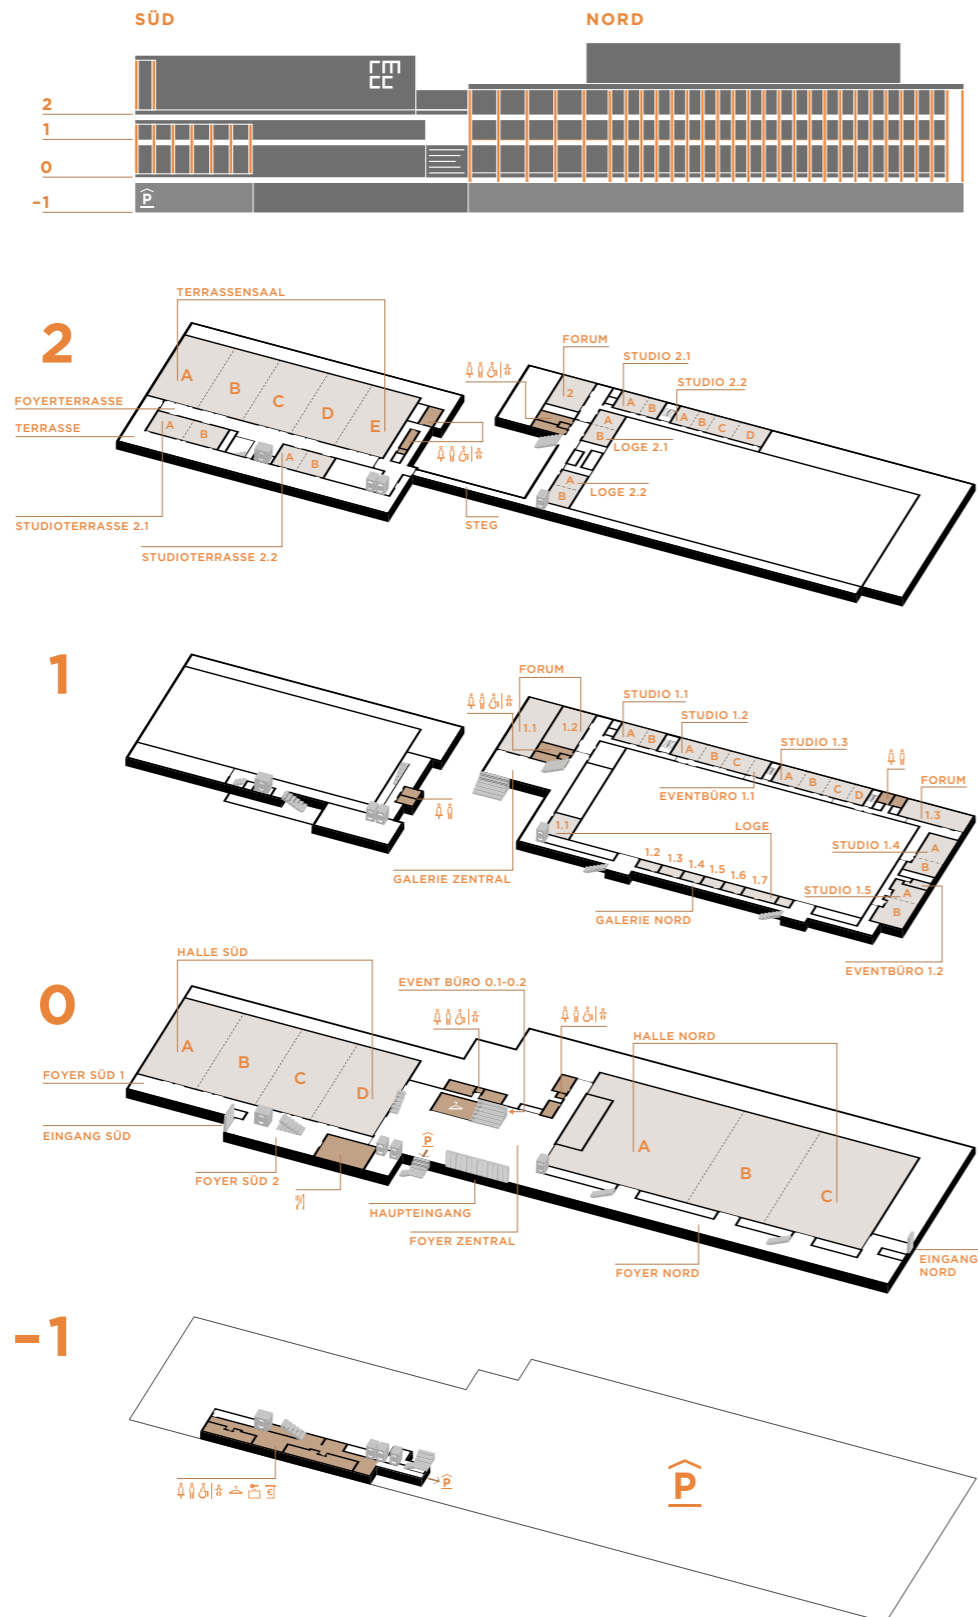 SÜD NORD
rm
cc
2
1
0
-1
P
2
TERRASSENSAAL
FORUM
STUDIO 2.1
STUDIO 2.2
A B C D E
2
A B
A B C D
FOYERTERRASSE
TERRASSE
A B
A B
A
B
LOGE 2.1
A
B
LOGE 2.2
STUDIOTERRASSE 2.1
STEG
STUDIOTERRASSE 2.2
1
FORUM
STUDIO 1.1
STUDIO 1.2
STUDIO 1.3
1.1 1.2
A B
A B C
A B C D
FORUM
1.3
EVENTBÜRO 1.1
1.1
LOGE
STUDIO 1.4
A
B
1.2 1.3 1.4 1.5 1.6 1.7
GALERIE ZENTRAL
STUDIO 1.5
A
B
GALERIE NORD
EVENTBÜRO 1.2
0
HALLE SÜD
EVENT BÜRO 0.1-0.2
HALLE NORD
A B C D
FOYER SÜD 1
EINGANG SÜD
P
A B C
FOYER SÜD 2
HAUPTEINGANG
FOYER ZENTRAL
FOYER NORD
EINGANG
NORD
-1
P
€
P